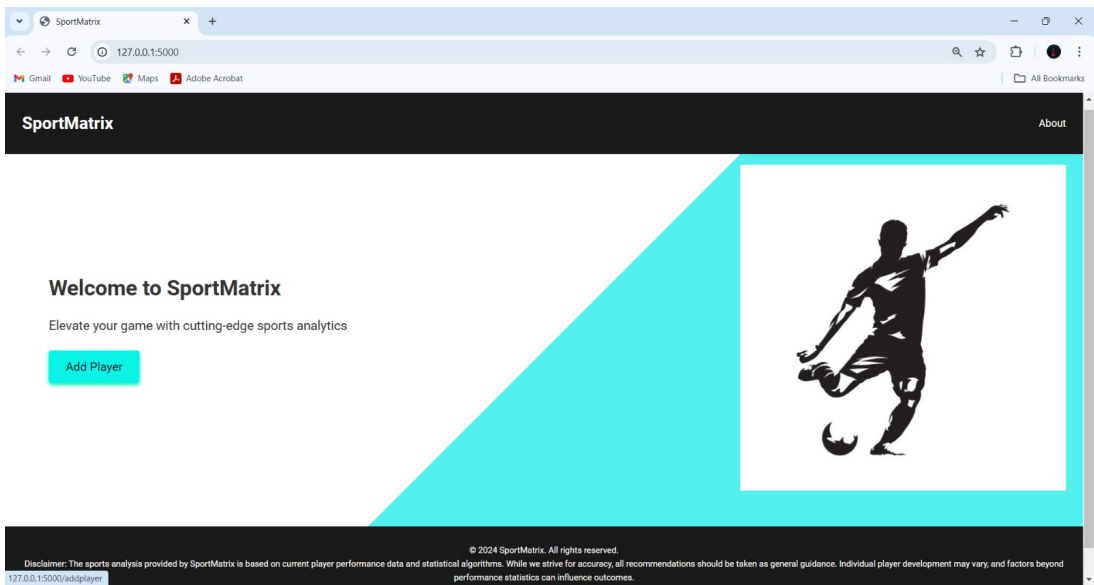 SportMatrix
127.0.0.1:5000
Gmail YouTube Maps Adobe Acrobat All Bookmarks
SportMatrix About
Welcome to SportMatrix
Elevate your game with cutting-edge sports analytics
Add Player
© 2024 SportMatrix. All rights reserved.
Disclaimer: The sports analysis provided by SportMatrix is based on current player performance data and statistical algorithms. While we strive for accuracy, all recommendations should be taken as general guidance. Individual player development may vary, and factors beyond
performance statistics can influence outcomes.
127.0.0.1:5000/addplayer